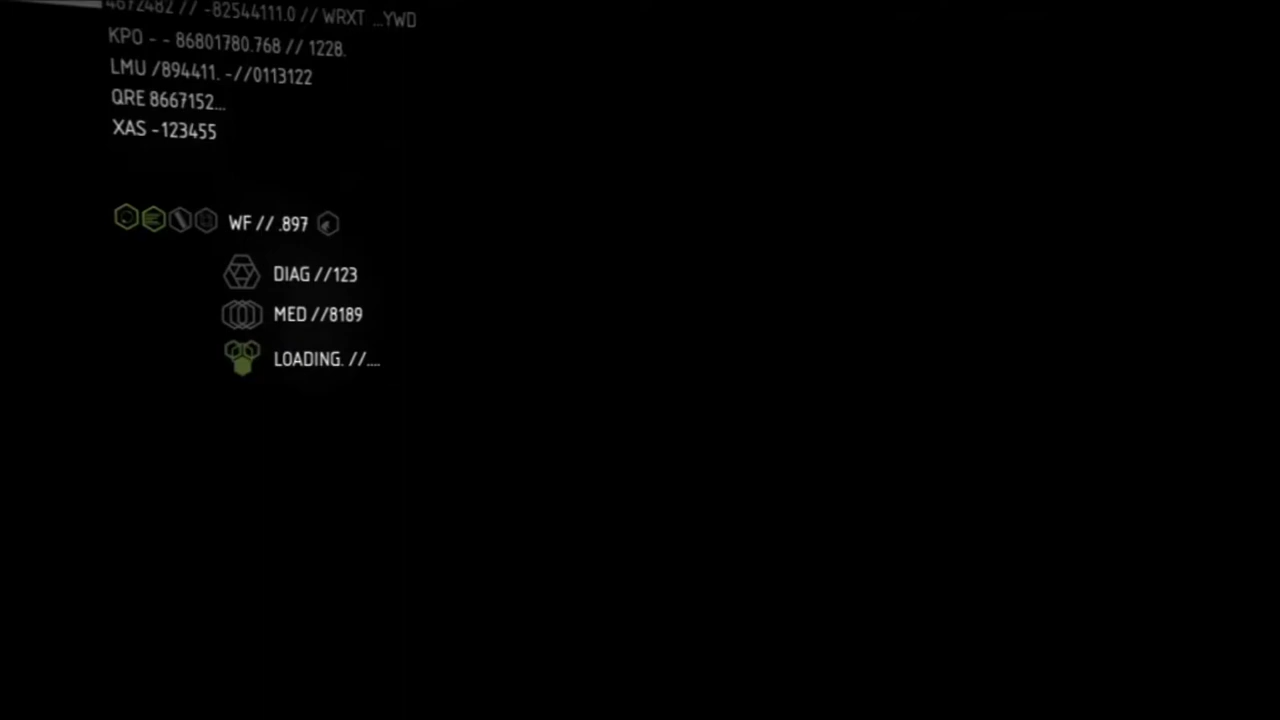 4672482 // -82544111.0 // WRXT ...YWD
KPO - - 86801780.768 // 1228.
LMU /894411. -//0113122
QRE 8667152...
XAS -123455
WF // .897
DIAG //123
MED //8189
LOADING. //....